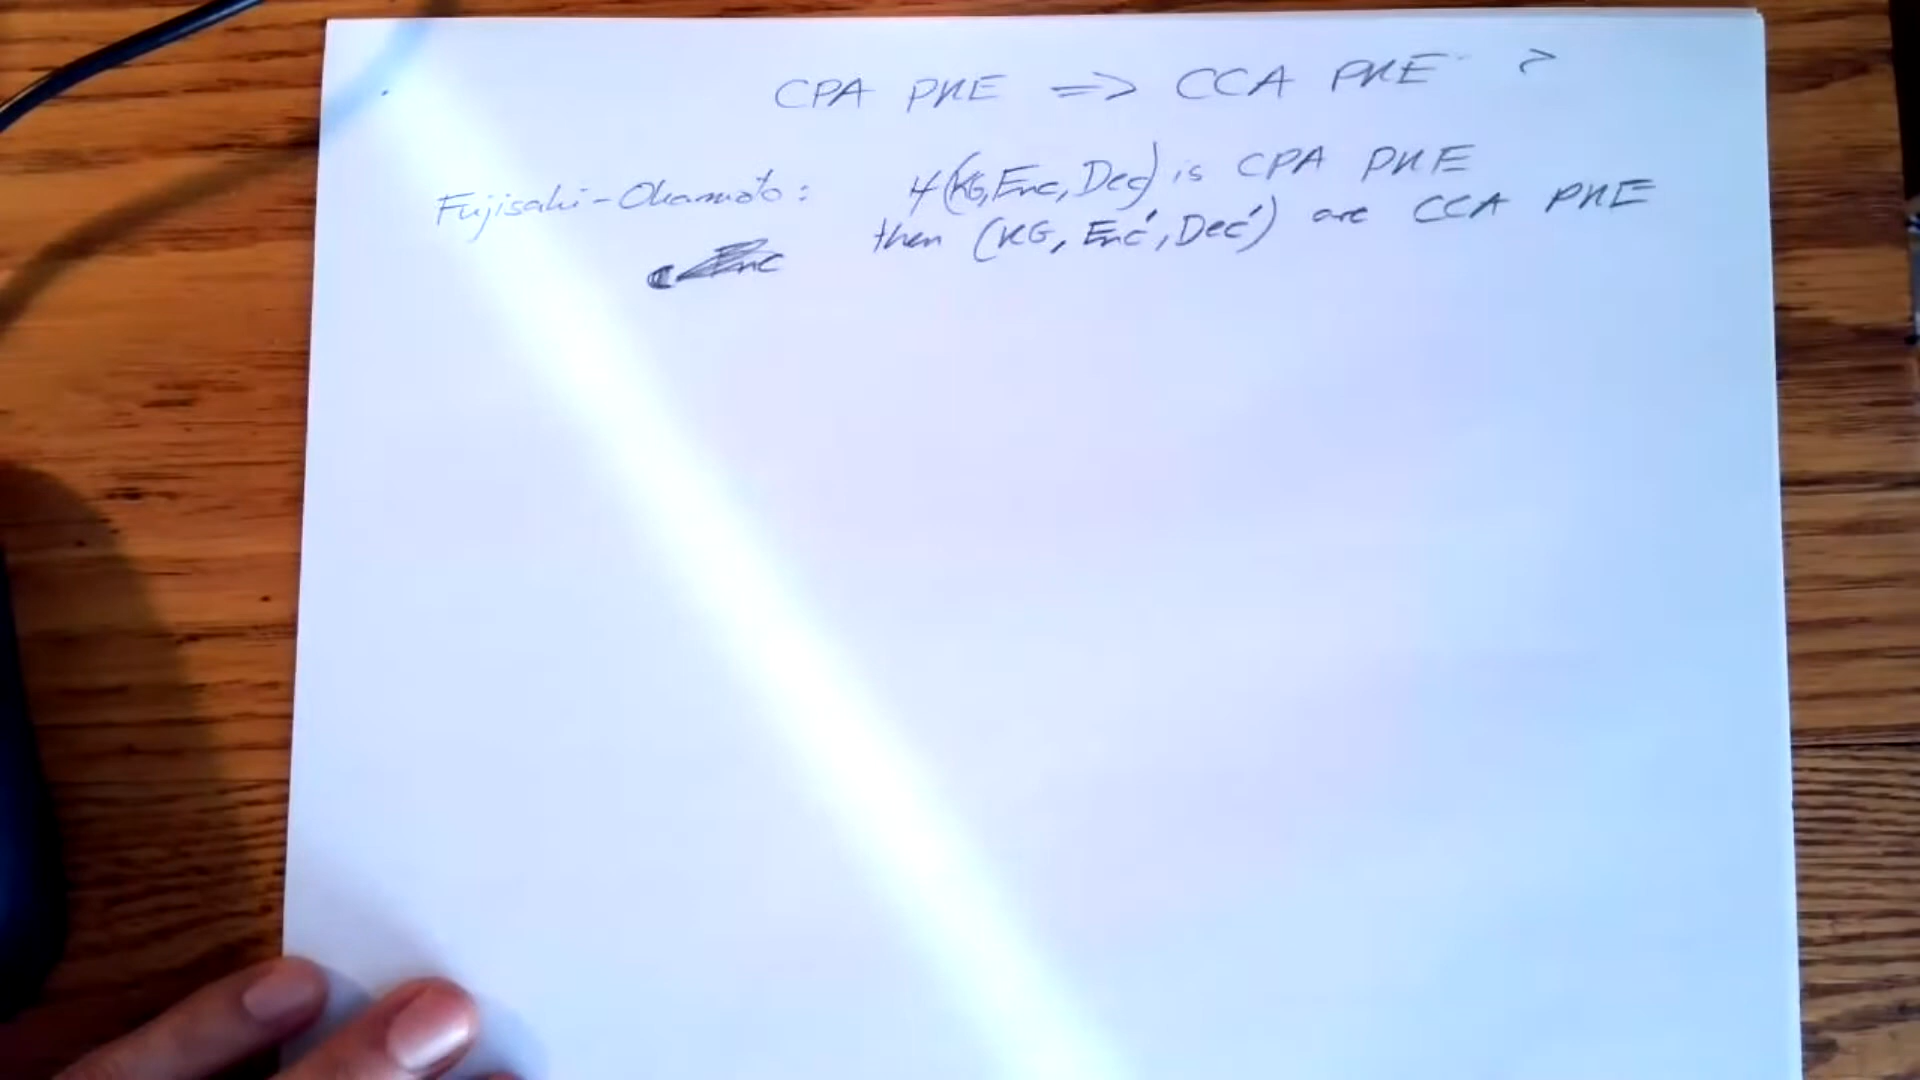 CPA PKE => CCA PKE ?
Fujisaki-Okamoto: if (KG, Enc, Dec) is CPA PKE
then (KG, Enc', Dec') are CCA PKE